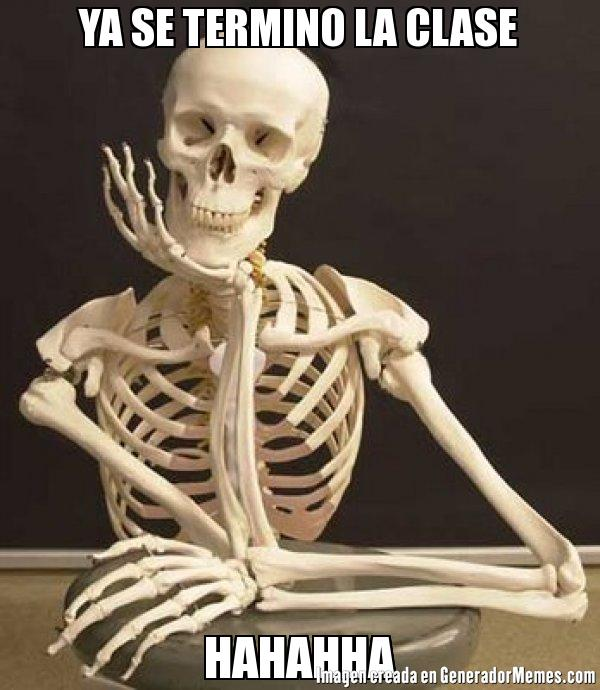 YA SE TERMINO LA CLASE
HAHAHHA
Imagen creada en GeneradorMemes.com